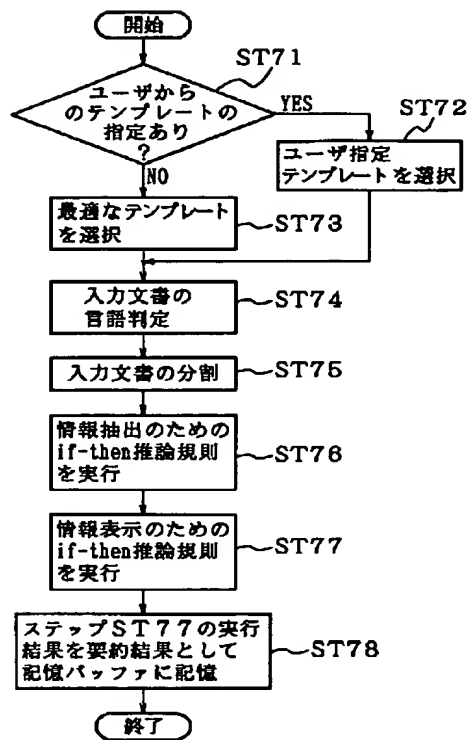 開始
ST71
ユーザから
のテンプレートの
指定あり
?
YES
ST72
ユーザ指定
テンプレートを選択
NO
最適なテンプレート
を選択
ST73
入力文書の
言語判定
ST74
入力文書の分割
ST75
情報抽出のための
if-then推論規則
を実行
ST76
情報表示のための
if-then推論規則
を実行
ST77
ステップST77の実行
結果を要約結果として
記憶バッファに記憶
ST78
終了